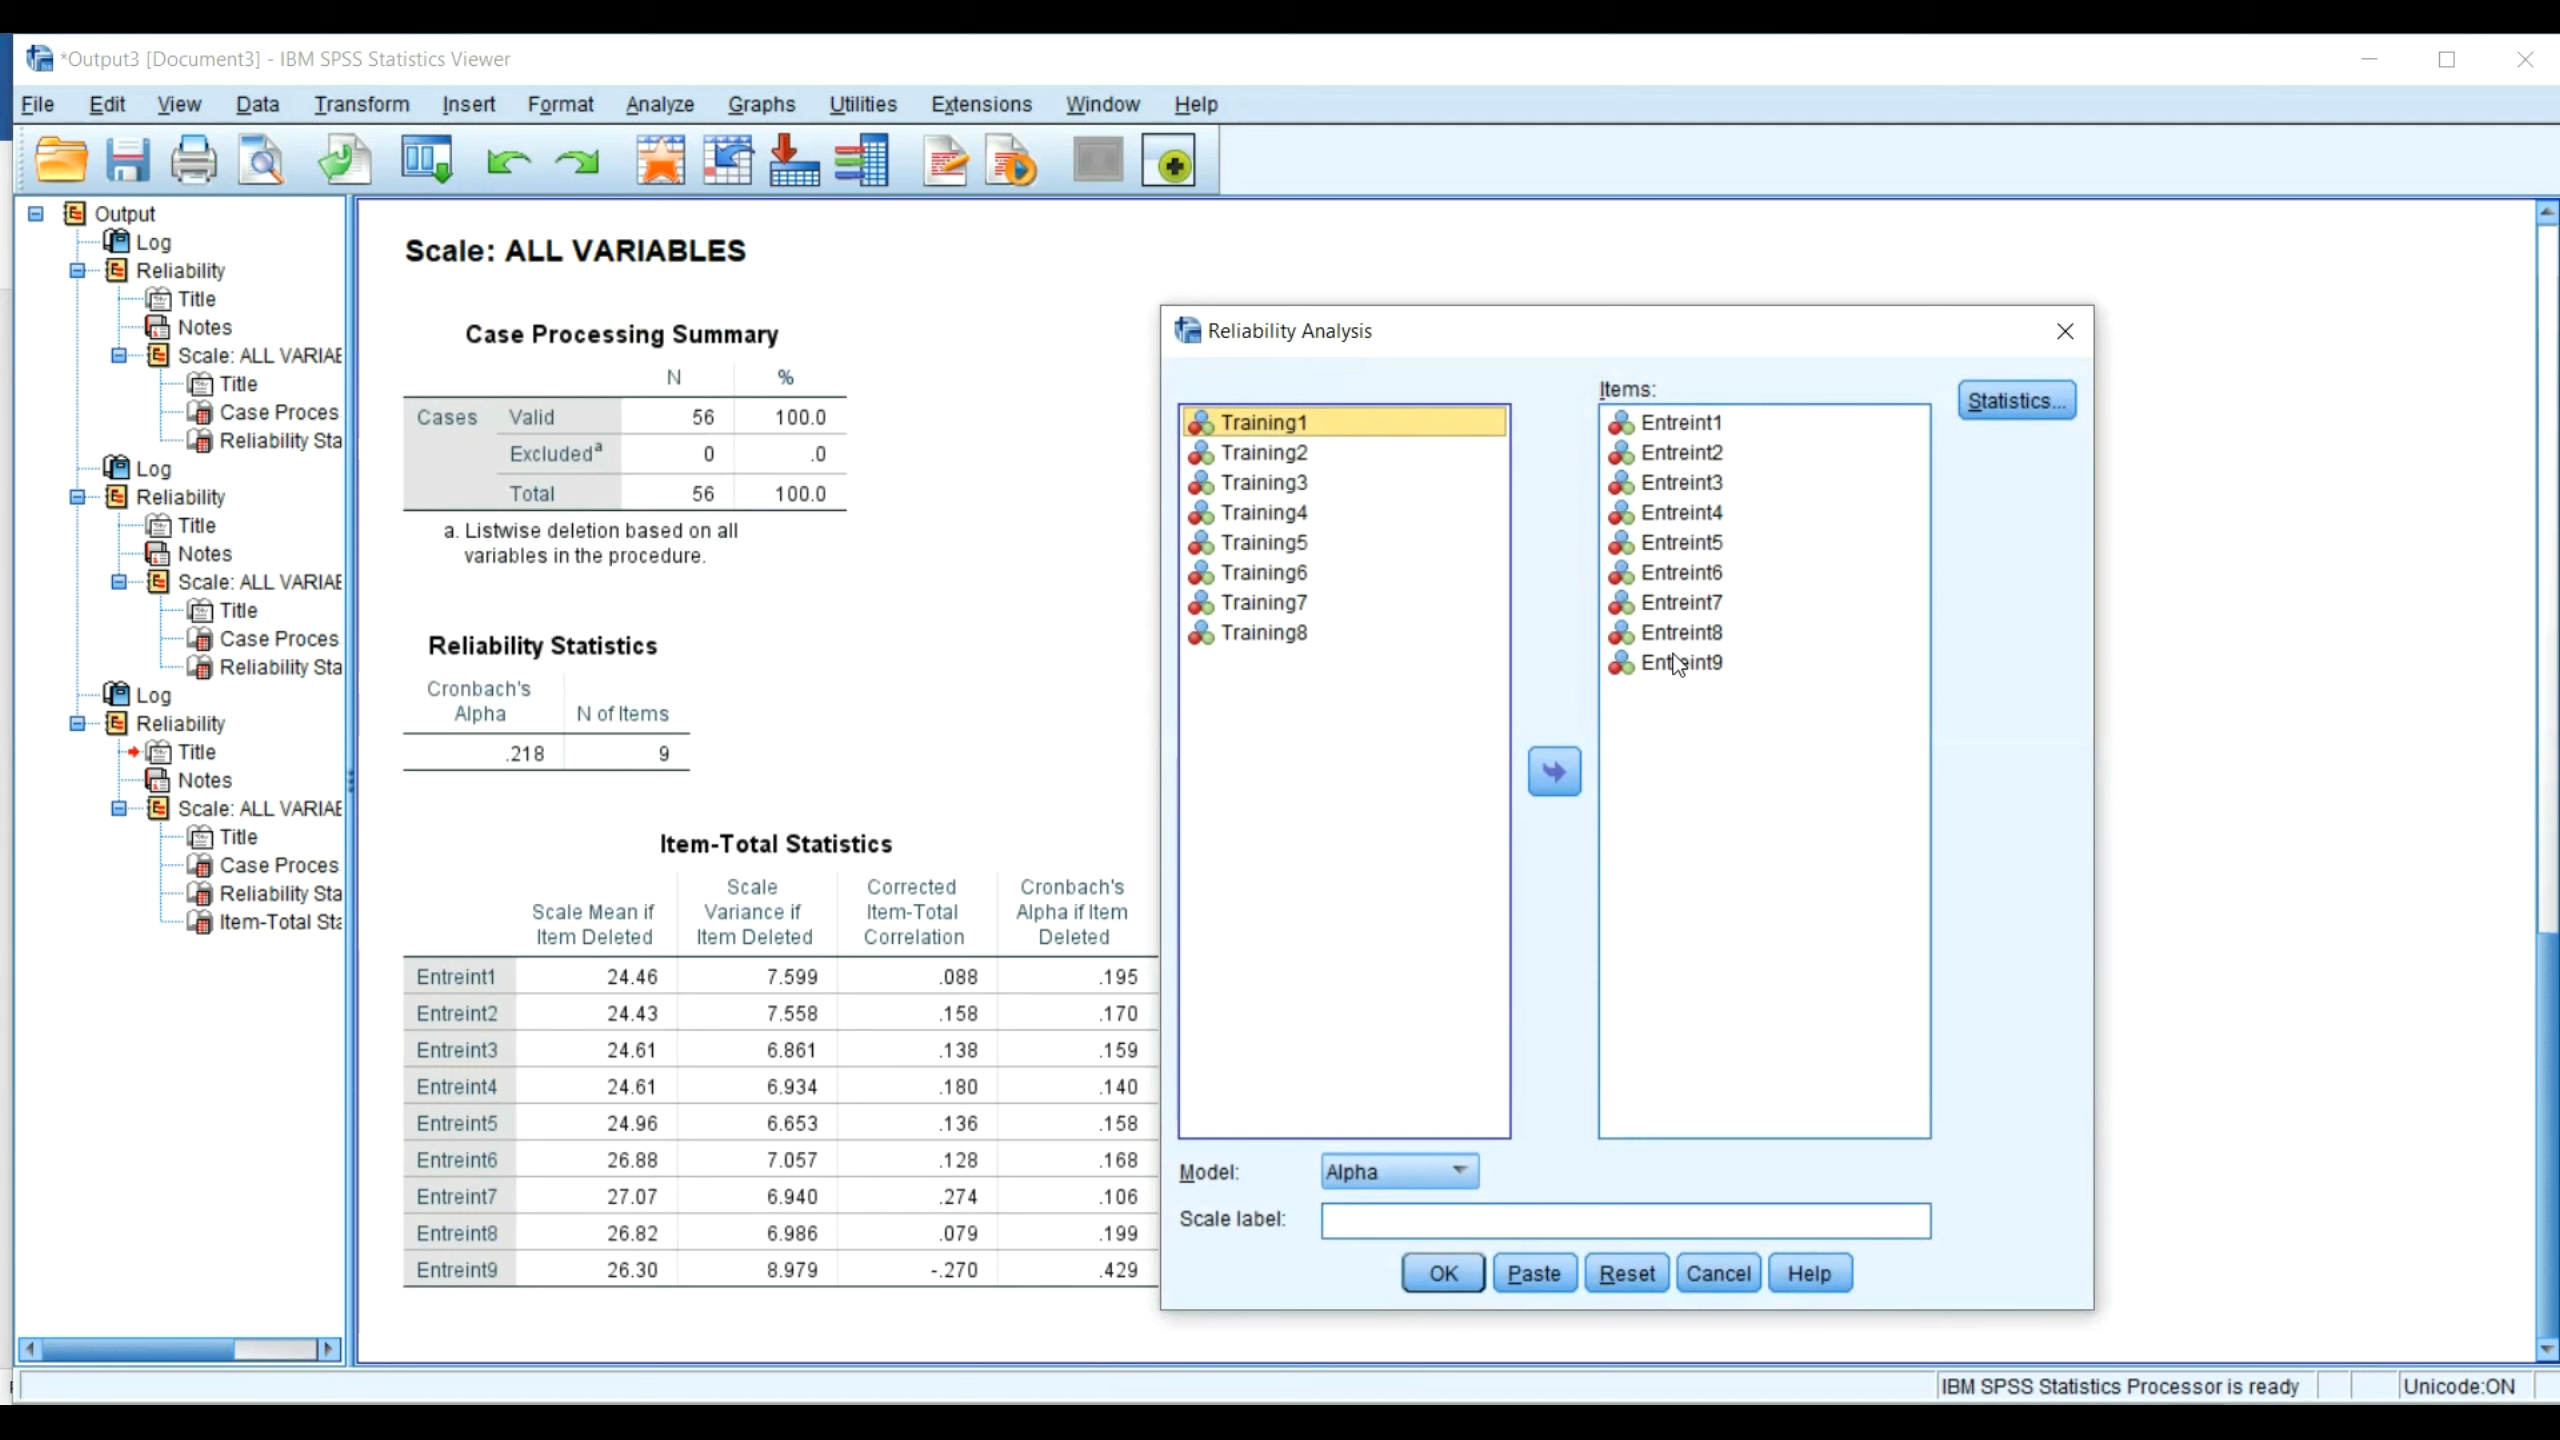 *Output3 [Document3] - IBM SPSS Statistics Viewer
File Edit View Data Transform Insert Format Analyze Graphs Utilities Extensions Window Help
Output
Log
Reliability
Title
Notes
Scale: ALL VARIAE
Title
Case Proces
Reliability Sta
Log
Reliability
Title
Notes
Scale: ALL VARIAE
Title
Case Proces
Reliability Sta
Log
Reliability
Title
Notes
Scale: ALL VARIAE
Title
Case Proces
Reliability Sta
Item-Total Sta
Scale: ALL VARIABLES
Case Processing Summary
N %
Cases Valid 56 100.0
Excludedᵃ 0 .0
Total 56 100.0
a. Listwise deletion based on all
variables in the procedure.
Reliability Statistics
Cronbach's
Alpha N of Items
.218 9
Item-Total Statistics
Scale Corrected Cronbach's
Scale Mean if Variance if Item-Total Alpha if Item
Item Deleted Item Deleted Correlation Deleted
Entreint1 24.46 7.599 .088 .195
Entreint2 24.43 7.558 .158 .170
Entreint3 24.61 6.861 .138 .159
Entreint4 24.61 6.934 .180 .140
Entreint5 24.96 6.653 .136 .158
Entreint6 26.88 7.057 .128 .168
Entreint7 27.07 6.940 .274 .106
Entreint8 26.82 6.986 .079 .199
Entreint9 26.30 8.979 -.270 .429
Reliability Analysis
Training1
Training2
Training3
Training4
Training5
Training6
Training7
Training8
Items:
Entreint1
Entreint2
Entreint3
Entreint4
Entreint5
Entreint6
Entreint7
Entreint8
Entreint9
Statistics...
Model: Alpha
Scale label:
OK Paste Reset Cancel Help
IBM SPSS Statistics Processor is ready Unicode:ON